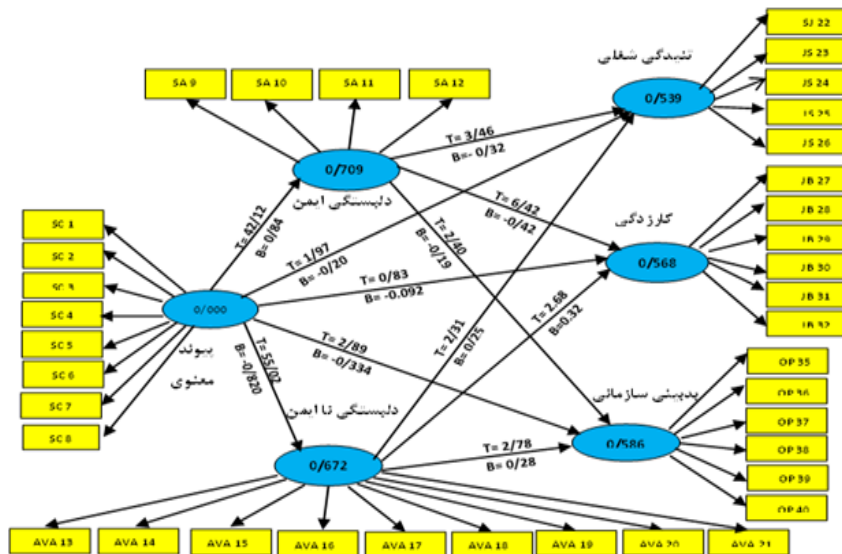 SJ 22
تنیدگی شغلی
JS 23
SA 9
SA 10
SA 11
SA 12
JS 24
0/539
JS 25
T= 3/46
B=- 0/32
JS 26
0/709
JB 27
دلبستگی ایمن
T= 6/42
B= -0/42
کارزدگی
JB 28
SC 1
T= 42/12
B= 0/84
T= 1/97
B= -0/20
T= 2/40
B= -0/19
JB 29
SC 2
0/568
SC 3
T= 0/83
B= -0.092
JB 30
0/000
SC 4
JB 31
SC 5
پیوند
معنوی
T= 55/02
B= -0/820
T= 2/89
B= -0/334
T= 2/31
B= 0/25
T= 2.68
B=0.32
JB 32
SC 6
OP 35
دلبستگی نا ایمن
بدبینی سازمانی
OP 36
SC 7
OP 37
SC 8
0/586
OP 38
T= 2/78
B= 0/28
0/672
OP 39
OP 40
AVA 13
AVA 14
AVA 15
AVA 16
AVA 17
AVA 18
AVA 19
AVA 20
AVA 21